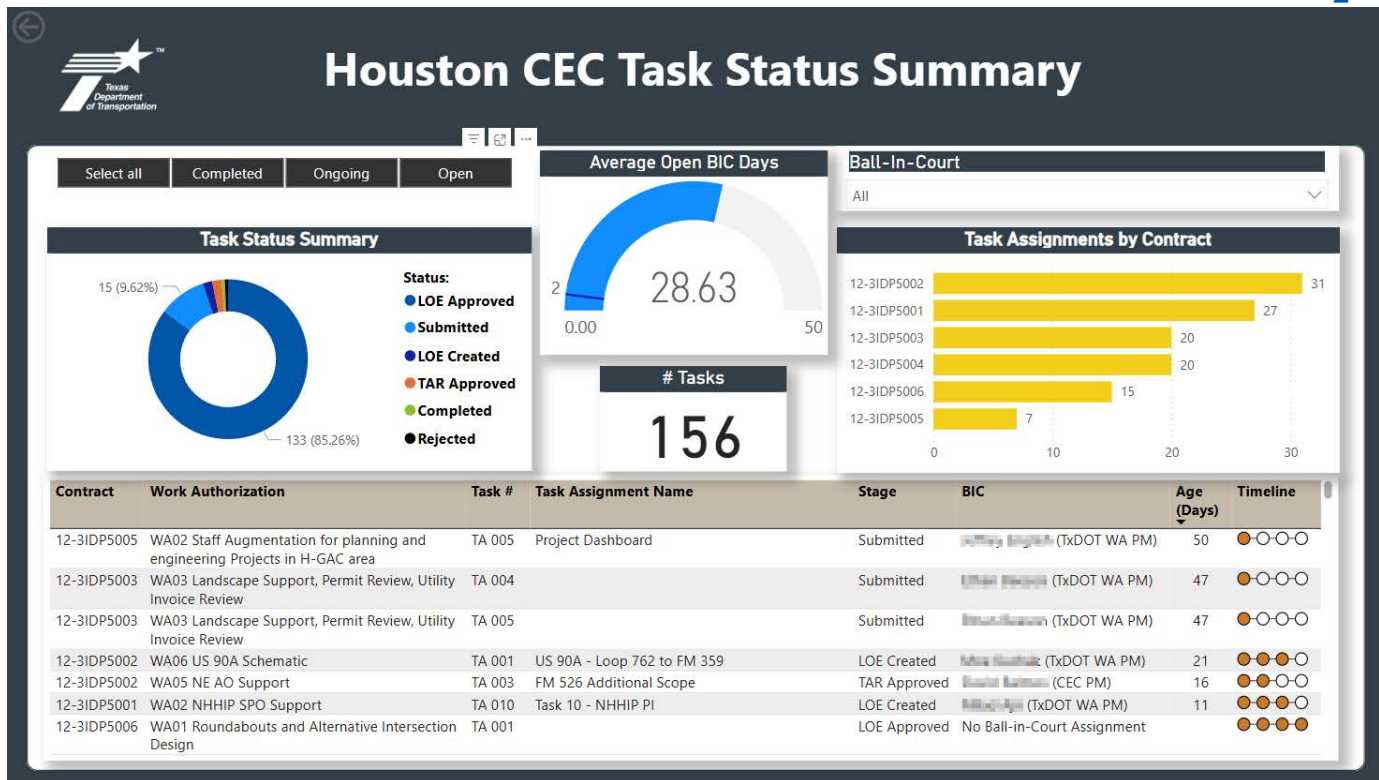 Texas
Department
of Transportation
TM
Houston CEC Task Status Summary
Select all Completed Ongoing Open
Average Open BIC Days
2
28.63
0.00 50
Ball-In-Court
All
Task Status Summary
15 (9.62%)
133 (85.26%)
Status:
LOE Approved
Submitted
LOE Created
TAR Approved
Completed
Rejected
# Tasks
156
Task Assignments by Contract
12-3IDP5002 31
12-3IDP5001 27
12-3IDP5003 20
12-3IDP5004 20
12-3IDP5006 15
12-3IDP5005 7
0 10 20 30
Contract Work Authorization Task # Task Assignment Name Stage BIC Age Timeline
(Days)
12-3IDP5005 WA02 Staff Augmentation for planning and TA 005 Project Dashboard Submitted (TxDOT WA PM) 50
engineering Projects in H-GAC area
12-3IDP5003 WA03 Landscape Support, Permit Review, Utility TA 004 Submitted (TxDOT WA PM) 47
Invoice Review
12-3IDP5003 WA03 Landscape Support, Permit Review, Utility TA 005 Submitted (TxDOT WA PM) 47
Invoice Review
12-3IDP5002 WA06 US 90A Schematic TA 001 US 90A - Loop 762 to FM 359 LOE Created (TxDOT WA PM) 21
12-3IDP5002 WA05 NE AO Support TA 003 FM 526 Additional Scope TAR Approved (CEC PM) 16
12-3IDP5001 WA02 NHHIP SPO Support TA 010 Task 10 - NHHIP PI LOE Created (TxDOT WA PM) 11
12-3IDP5006 WA01 Roundabouts and Alternative Intersection TA 001 LOE Approved No Ball-in-Court Assignment
Design